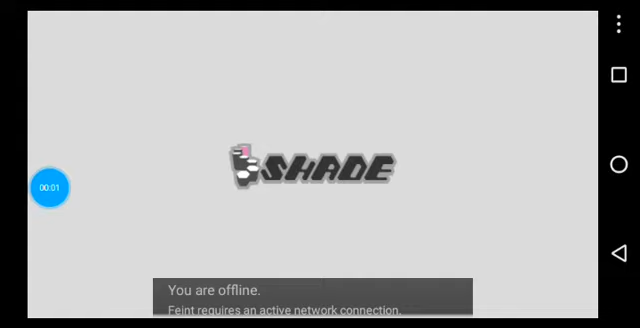 SHADE
00:01
You are offline.
Feint requires an active network connection.